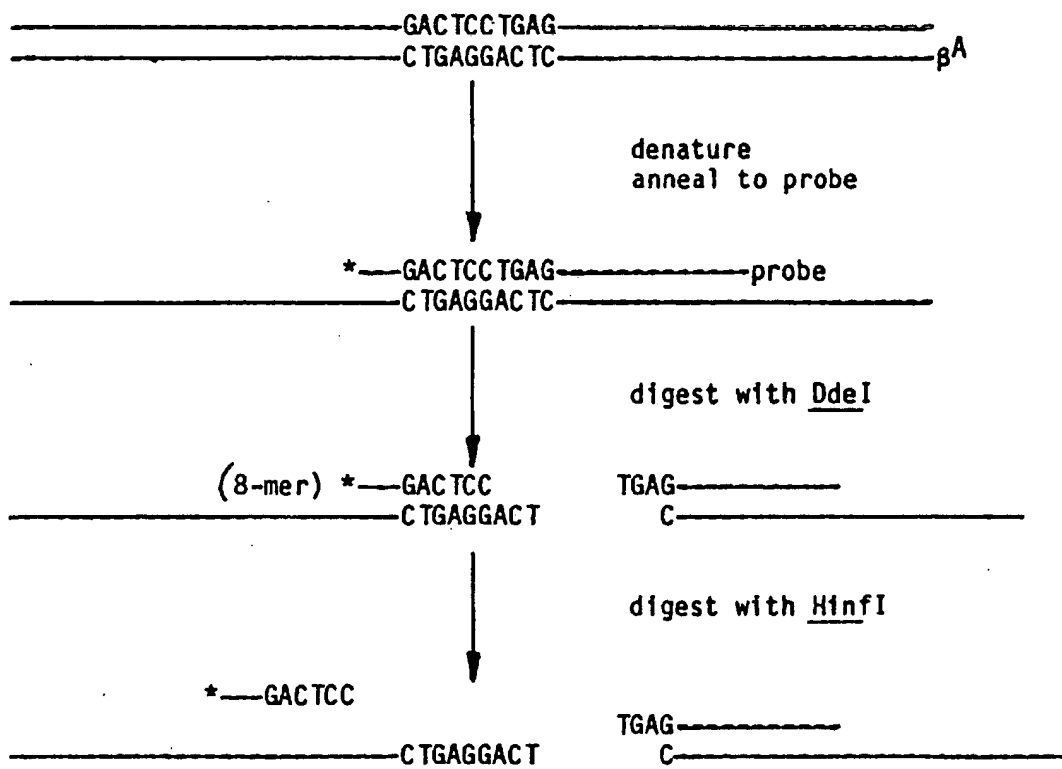 GACTCCTGAG
CTGAGGACTC βA
denature
anneal to probe
*GACTCCTGAG probe
CTGAGGACTC
digest with DdeI
(8-mer) *GACTCC TGAG
CTGAGGACT C
digest with HinfI
*GACTCC
TGAG
CTGAGGACT C